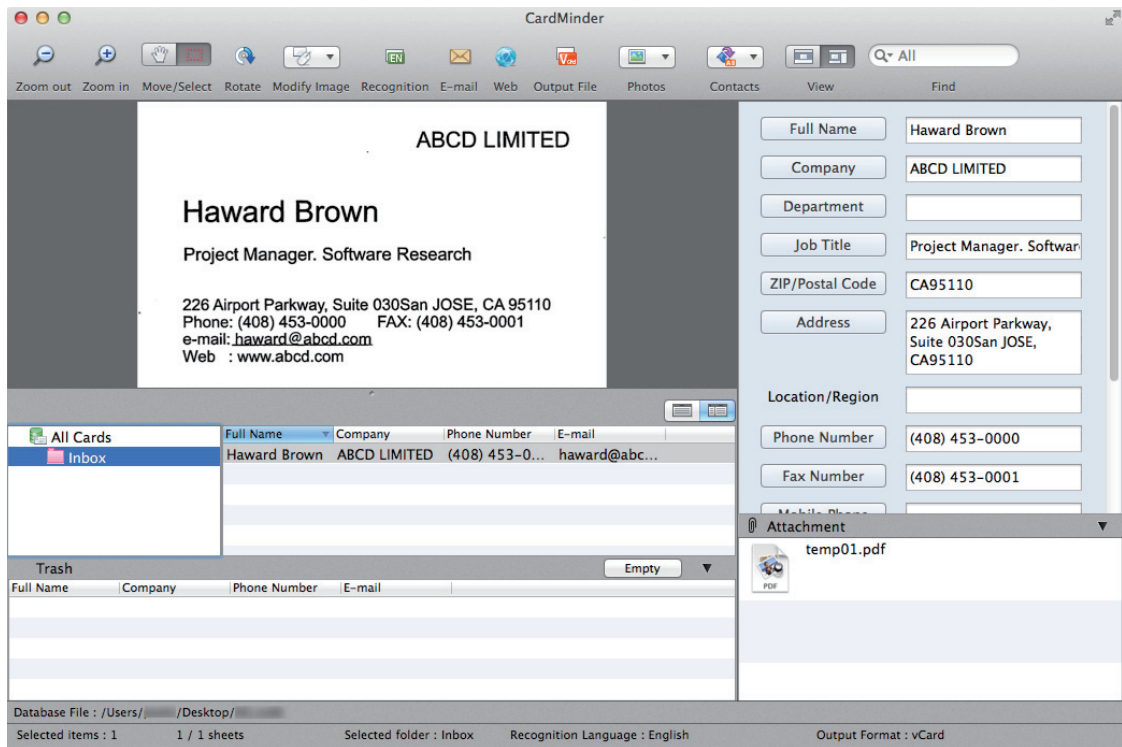 CardMinder
Zoom out Zoom in Move/Select Rotate Modify Image Recognition E-mail Web Output File Photos Contacts View Find
EN
All
ABCD LIMITED
Haward Brown
Project Manager. Software Research
226 Airport Parkway, Suite 030San JOSE, CA 95110
Phone: (408) 453-0000 FAX: (408) 453-0001
e-mail: haward@abcd.com
Web : www.abcd.com
Full Name Haward Brown
Company ABCD LIMITED
Department
Job Title Project Manager. Softwar
ZIP/Postal Code CA95110
Address 226 Airport Parkway,
Suite 030San JOSE,
CA95110
Location/Region
Phone Number (408) 453-0000
Fax Number (408) 453-0001
Mobile Phone
All Cards
Inbox
Full Name Company Phone Number E-mail
Haward Brown ABCD LIMITED (408) 453-0... haward@abc...
Attachment
temp01.pdf
PDF
Trash Empty
Full Name Company Phone Number E-mail
Database File : /Users/ /Desktop/
Selected items : 1 1 / 1 sheets Selected folder : Inbox Recognition Language : English Output Format : vCard